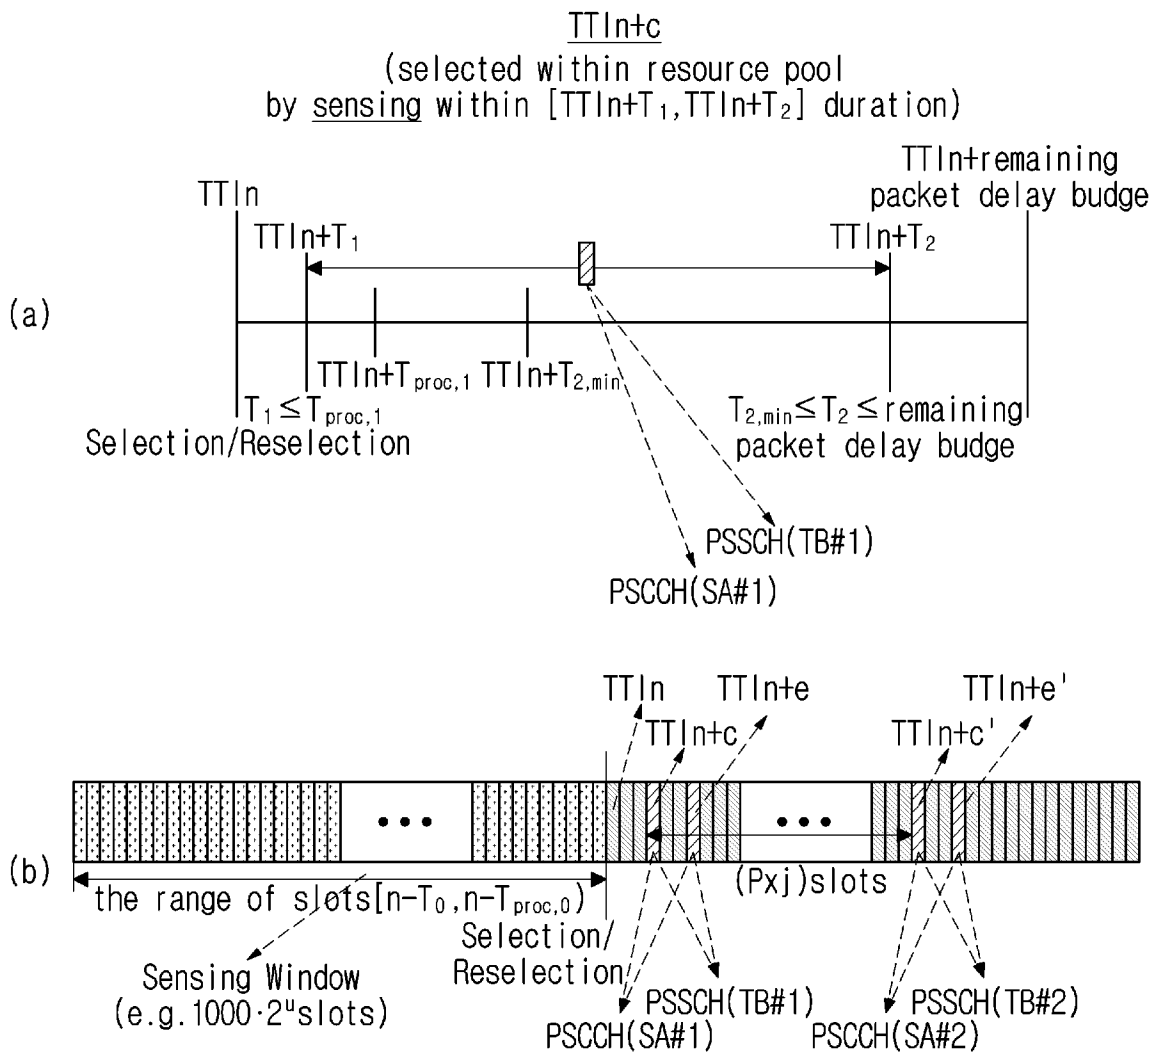 TTIn+c
(selected within resource pool
by sensing within [TTIn+T₁,TTIn+T₂] duration)
TTIn+remaining
packet delay budge
TTIn
TTIn+T₁
TTIn+T₂
(a)
TTIn+Tproc,1
TTIn+T2,min
T₁≤Tproc,1
T2,min≤T₂≤remaining
Selection/Reselection
packet delay budge
PSSCH(TB#1)
PSCCH(SA#1)
TTIn
TTIn+e
TTIn+e'
TTIn+c
TTIn+c'
•••
•••
(b)
the range of slots[n-T₀,n-Tproc,0)
(Pxj)slots
Selection/
Reselection
Sensing Window
(e.g.1000·2ᵘslots)
PSSCH(TB#1)
PSCCH(SA#1)
PSSCH(TB#2)
PSCCH(SA#2)